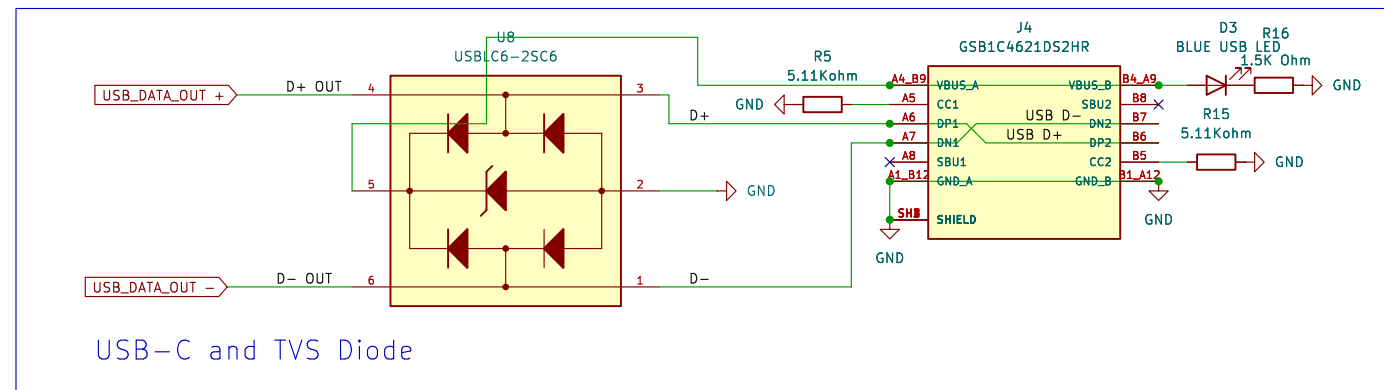 U8
USBLC6-2SC6
USB_DATA_OUT +
D+ OUT
4
3
D+
5
2
GND
USB_DATA_OUT -
D- OUT
6
1
D-
R5
5.11Kohm
GND
J4
GSB1C4621DS2HR
A4_B9
VBUS_A
VBUS_B
B4_A9
A5
CC1
SBU2
B8
A6
DP1
USB D-
DN2
B7
A7
DN1
USB D+
DP2
B6
A8
SBU1
CC2
B5
A1_B12
GND_A
GND_B
B1_A12
SHIELD
GND
GND
D3
BLUE USB LED
R16
1.5K Ohm
GND
R15
5.11Kohm
GND
USB-C and TVS Diode